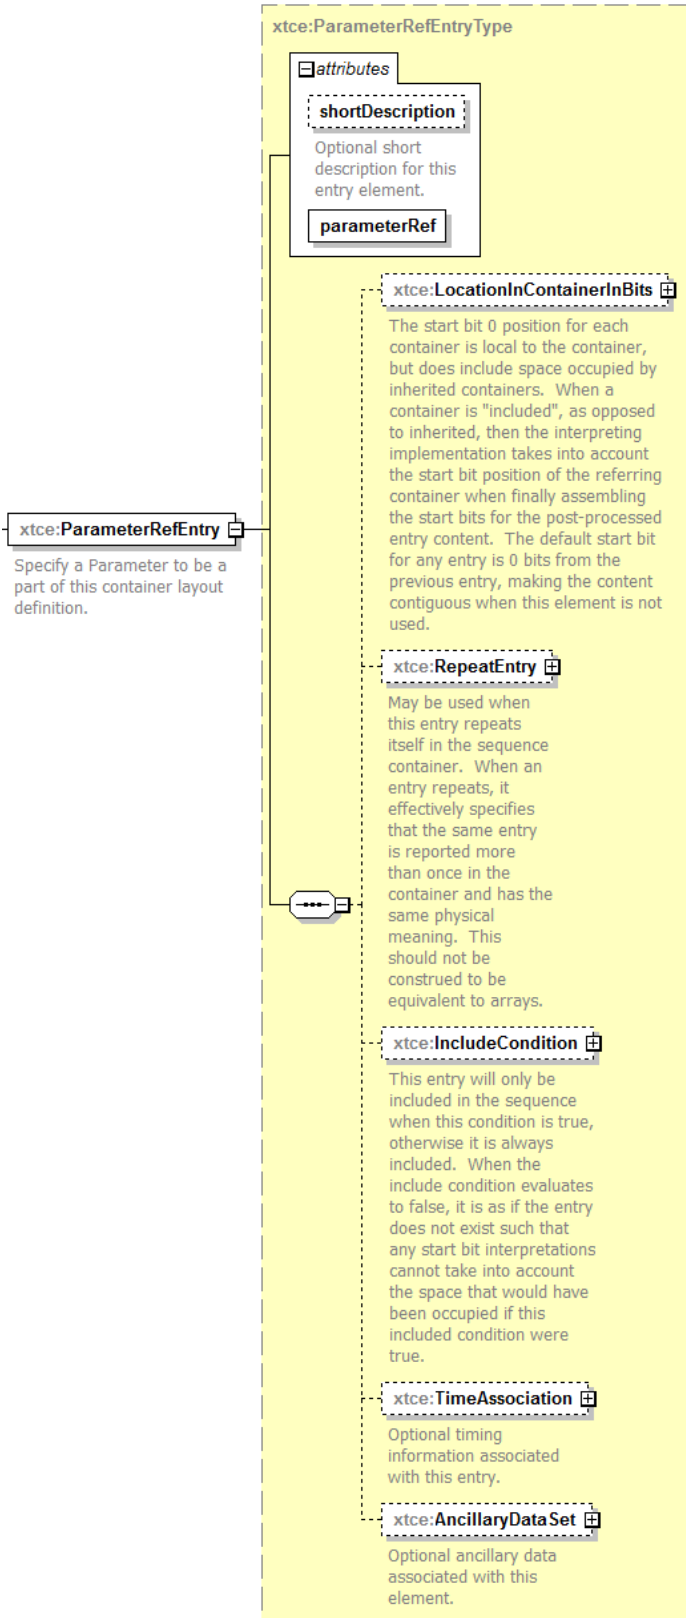 xtce:ParameterRefEntryType
attributes
shortDescription
Optional short
description for this
entry element.
parameterRef
xtce:LocationInContainerInBits
The start bit 0 position for each
container is local to the container,
but does include space occupied by
inherited containers.  When a
container is "included", as opposed
to inherited, then the interpreting
implementation takes into account
the start bit position of the referring
container when finally assembling
the start bits for the post-processed
entry content.  The default start bit
for any entry is 0 bits from the
previous entry, making the content
contiguous when this element is not
used.
xtce:ParameterRefEntry
Specify a Parameter to be a
part of this container layout
definition.
xtce:RepeatEntry
May be used when
this entry repeats
itself in the sequence
container.  When an
entry repeats, it
effectively specifies
that the same entry
is reported more
than once in the
container and has the
same physical
meaning.  This
should not be
construed to be
equivalent to arrays.
xtce:IncludeCondition
This entry will only be
included in the sequence
when this condition is true,
otherwise it is always
included.  When the
include condition evaluates
to false, it is as if the entry
does not exist such that
any start bit interpretations
cannot take into account
the space that would have
been occupied if this
included condition were
true.
xtce:TimeAssociation
Optional timing
information associated
with this entry.
xtce:AncillaryDataSet
Optional ancillary data
associated with this
element.